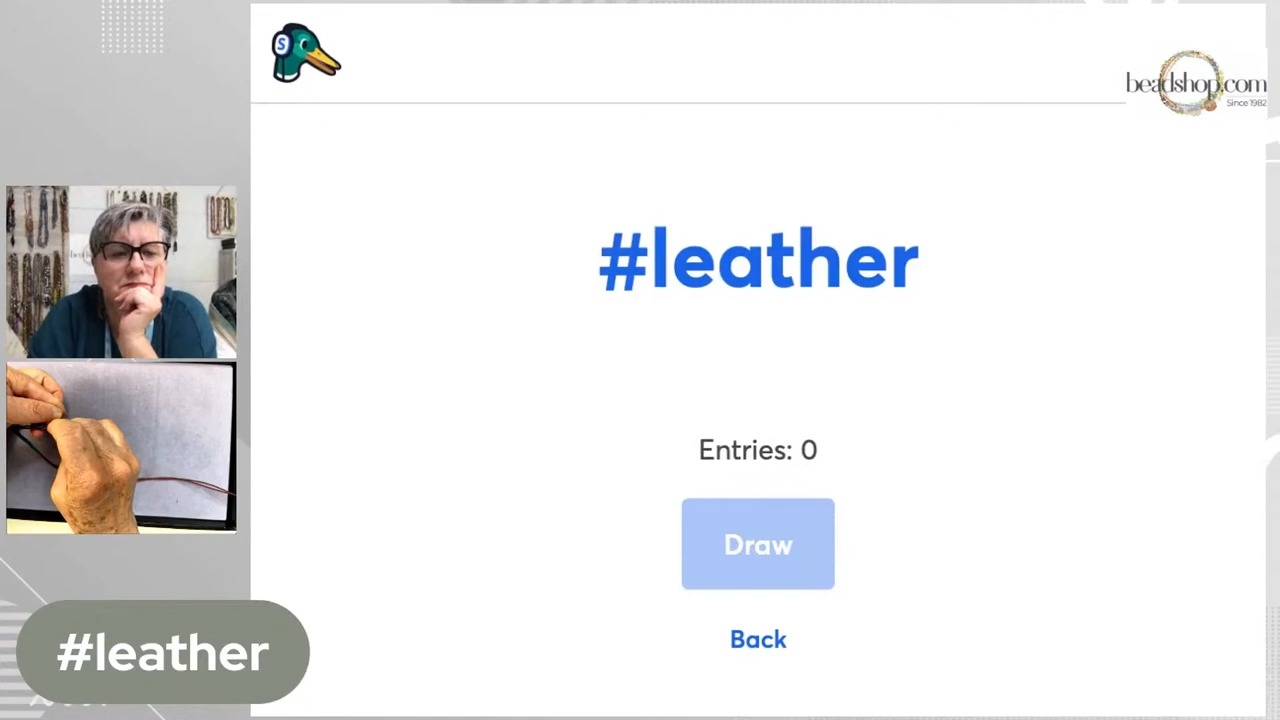 S
beadshop.com
Since 1982
#leather
Entries: 0
Draw
Back
#leather